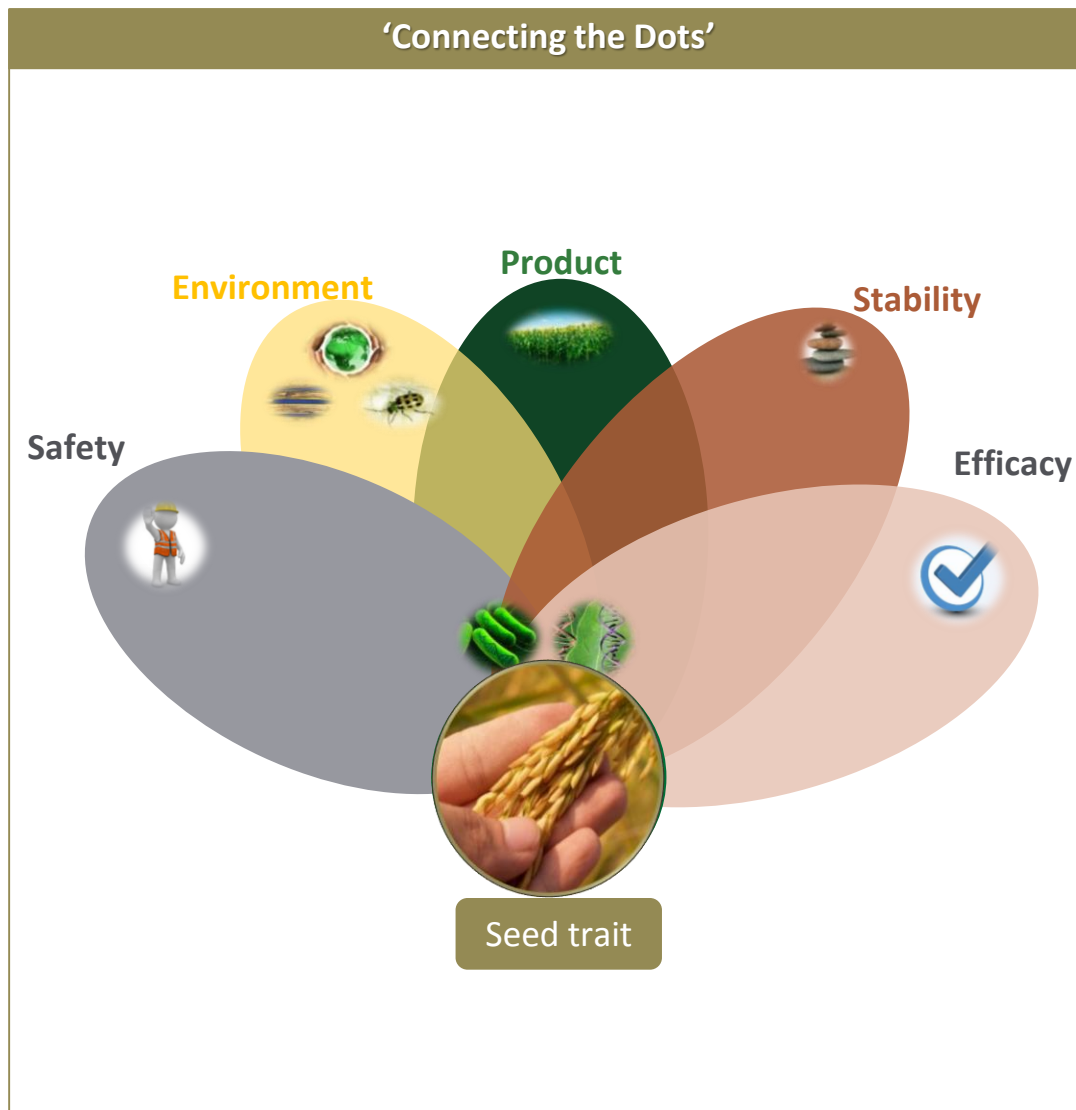 ‘Connecting the Dots’
Product
Environment
Stability
Safety
Efficacy
Seed trait